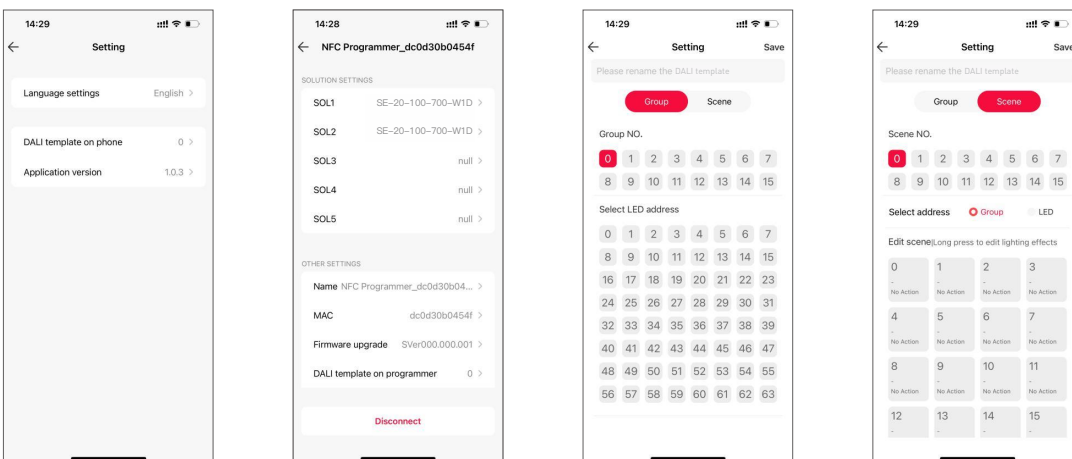 14:29
Setting
Language settings English >
DALI template on phone 0 >
Application version 1.0.3 >
14:28
NFC Programmer_dc0d30b0454f
SOLUTION SETTINGS
SOL1 SE-20-100-700-W1D >
SOL2 SE-20-100-700-W1D >
SOL3 null >
SOL4 null >
SOL5 null >
OTHER SETTINGS
Name NFC Programmer_dc0d30b04... >
MAC dc0d30b0454f >
Firmware upgrade SVer000.000.001 >
DALI template on programmer 0 >
Disconnect
14:29
Setting Save
Please rename the DALI template
Group Scene
Group NO.
0 1 2 3 4 5 6 7
8 9 10 11 12 13 14 15
Select LED address
0 1 2 3 4 5 6 7
8 9 10 11 12 13 14 15
16 17 18 19 20 21 22 23
24 25 26 27 28 29 30 31
32 33 34 35 36 37 38 39
40 41 42 43 44 45 46 47
48 49 50 51 52 53 54 55
56 57 58 59 60 61 62 63
14:29
Setting Save
Please rename the DALI template
Group Scene
Scene NO.
0 1 2 3 4 5 6 7
8 9 10 11 12 13 14 15
Select address Group LED
Edit scene|Long press to edit lighting effects
0 1 2 3
- - - -
No Action No Action No Action No Action
4 5 6 7
- - - -
No Action No Action No Action No Action
8 9 10 11
- - - -
No Action No Action No Action No Action
12 13 14 15
- - - -